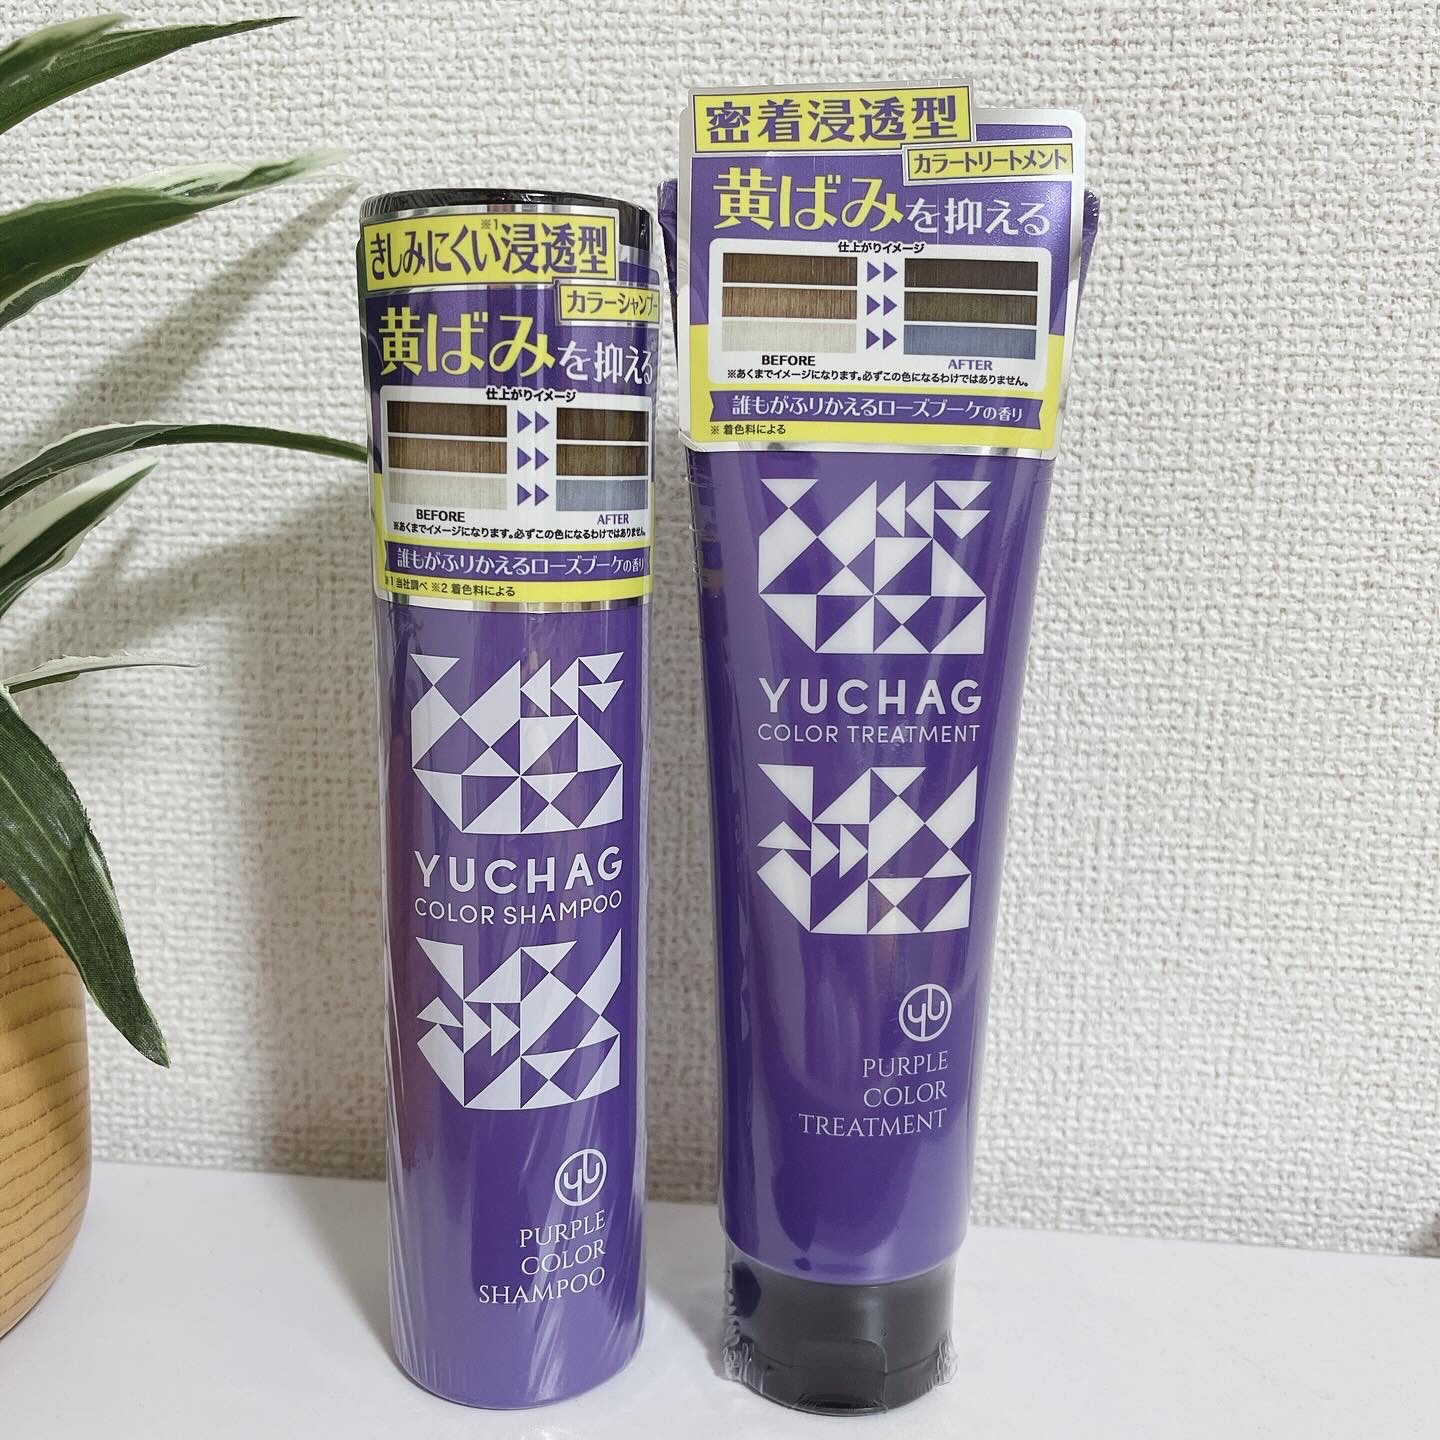 きしみにくい※1浸透型
カラーシャンプー
黄ばみを抑える
仕上がりイメージ
BEFORE
AFTER
※あくまでイメージになります。必ずこの色になるわけではありません。
誰もがふりかえるローズブーケの香り
※1 当社調べ ※2 着色料による
YUCHAG
COLOR SHAMPOO
yu
PURPLE
COLOR
SHAMPOO
密着浸透型
カラートリートメント
黄ばみを抑える
仕上がりイメージ
BEFORE
AFTER
※あくまでイメージになります。必ずこの色になるわけではありません。
誰もがふりかえるローズブーケの香り
※ 着色料による
YUCHAG
COLOR TREATMENT
yu
PURPLE
COLOR
TREATMENT